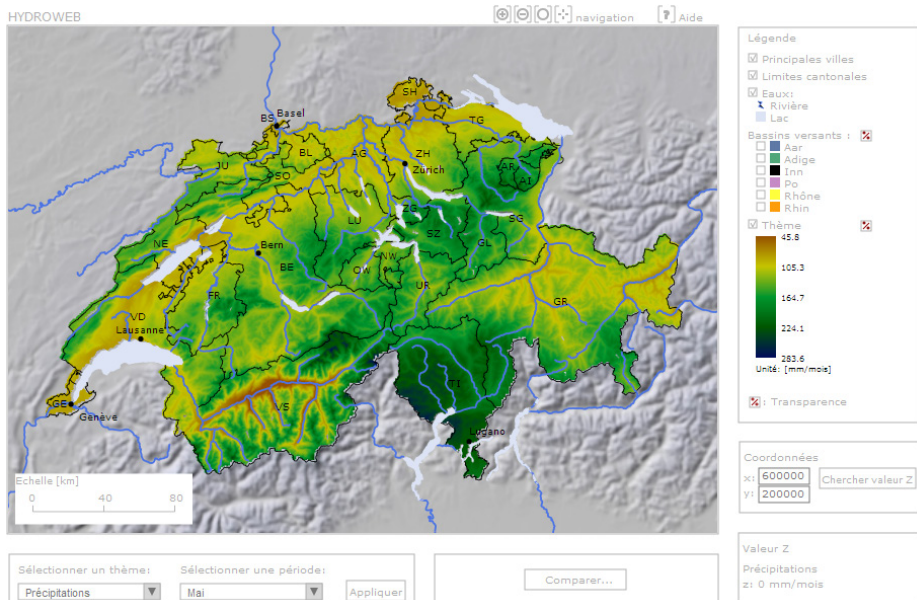 HYDROWEB
navigation
[?] Aide
SH
Basel
BS
TG
BL
AG
ZH
JU
Zürich
AR
SO
AI
ZG
LU
SG
SZ
NE
Bern
GL
NW
BE
OW
FR
UR
GR
VD
Lausanne
TI
VS
GE
Genève
Lugano
Echelle [km]
0 40 80
Légende
Principales villes
Limites cantonales
Eaux:
Rivière
Lac
Bassins versants :
Aar
Adige
Inn
Po
Rhône
Rhin
Thème
45.8
105.3
164.7
224.1
283.6
Unité: [mm/mois]
: Transparence
Coordonnées
x: 600000
Chercher valeur Z
y: 200000
Valeur Z
Précipitations
z: 0 mm/mois
Sélectionner un thème:
Sélectionner une période:
Précipitations
Mai
Appliquer
Comparer...